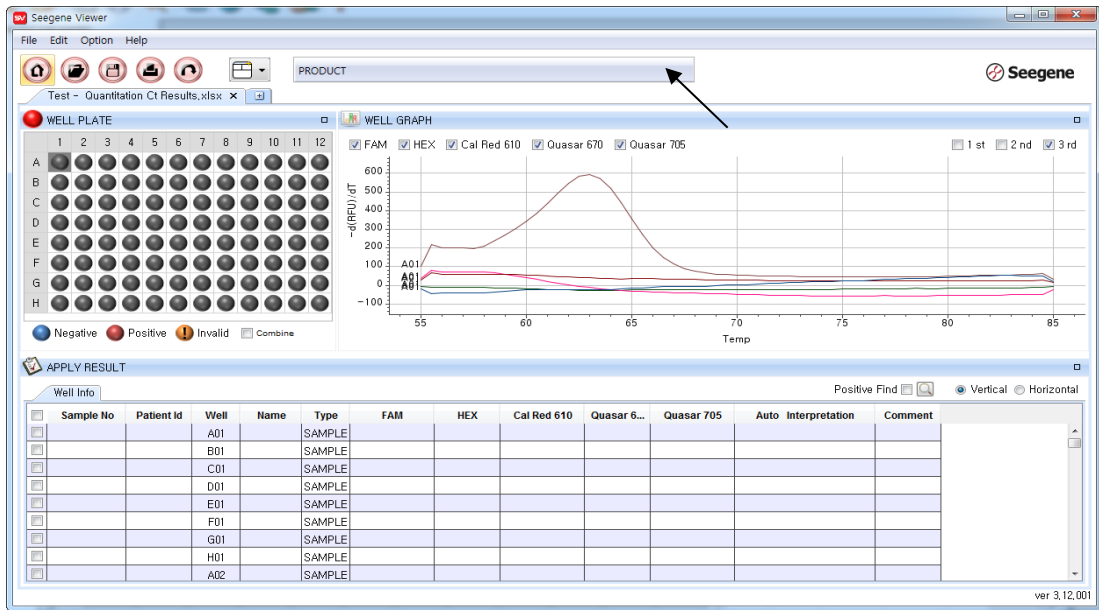 Seegene Viewer
File Edit Option Help
PRODUCT
Seegene
Test - Quantitation Ct Results,xlsx ×
WELL PLATE
WELL GRAPH
1 2 3 4 5 6 7 8 9 10 11 12
FAM HEX Cal Red 610 Quasar 670 Quasar 705 1 st 2 nd 3 rd
A
B
C
D
E
F
G
H
Negative Positive Invalid Combine
-d(RFU)/dT
600
500
400
300
200
100
0
-100
A01
A01
A01
55 60 65 70 75 80 85
Temp
APPLY RESULT
Well Info
Positive Find Vertical Horizontal
Sample No Patient Id Well Name Type FAM HEX Cal Red 610 Quasar 6... Quasar 705 Auto Interpretation Comment
A01 SAMPLE
B01 SAMPLE
C01 SAMPLE
D01 SAMPLE
E01 SAMPLE
F01 SAMPLE
G01 SAMPLE
H01 SAMPLE
A02 SAMPLE
ver 3,12,001